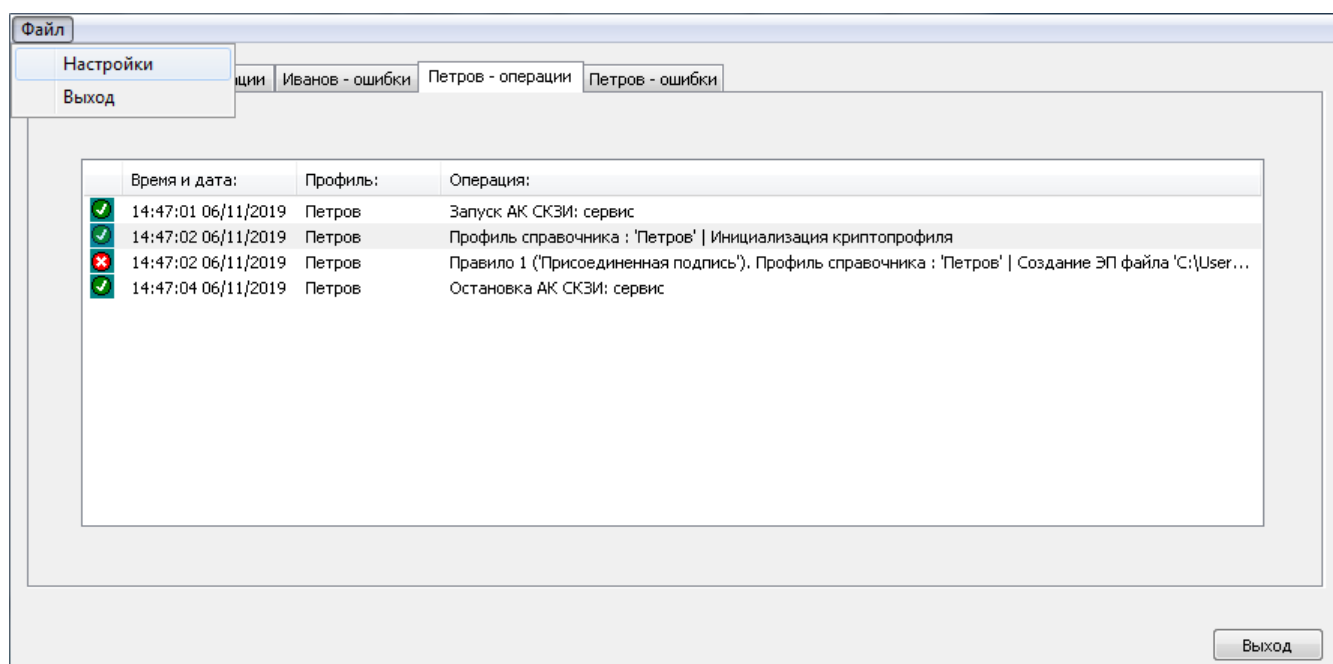 Файл
Настройки
Выход
Иванов - ошибки Петров - операции Петров - ошибки
Время и дата: Профиль: Операция:
14:47:01 06/11/2019 Петров Запуск АК СКЗИ: сервис
14:47:02 06/11/2019 Петров Профиль справочника : 'Петров' | Инициализация криптопрофиля
14:47:02 06/11/2019 Петров Правило 1 ('Присоединенная подпись'). Профиль справочника : 'Петров' | Создание ЭП файла 'C:\User...
14:47:04 06/11/2019 Петров Остановка АК СКЗИ: сервис
Выход